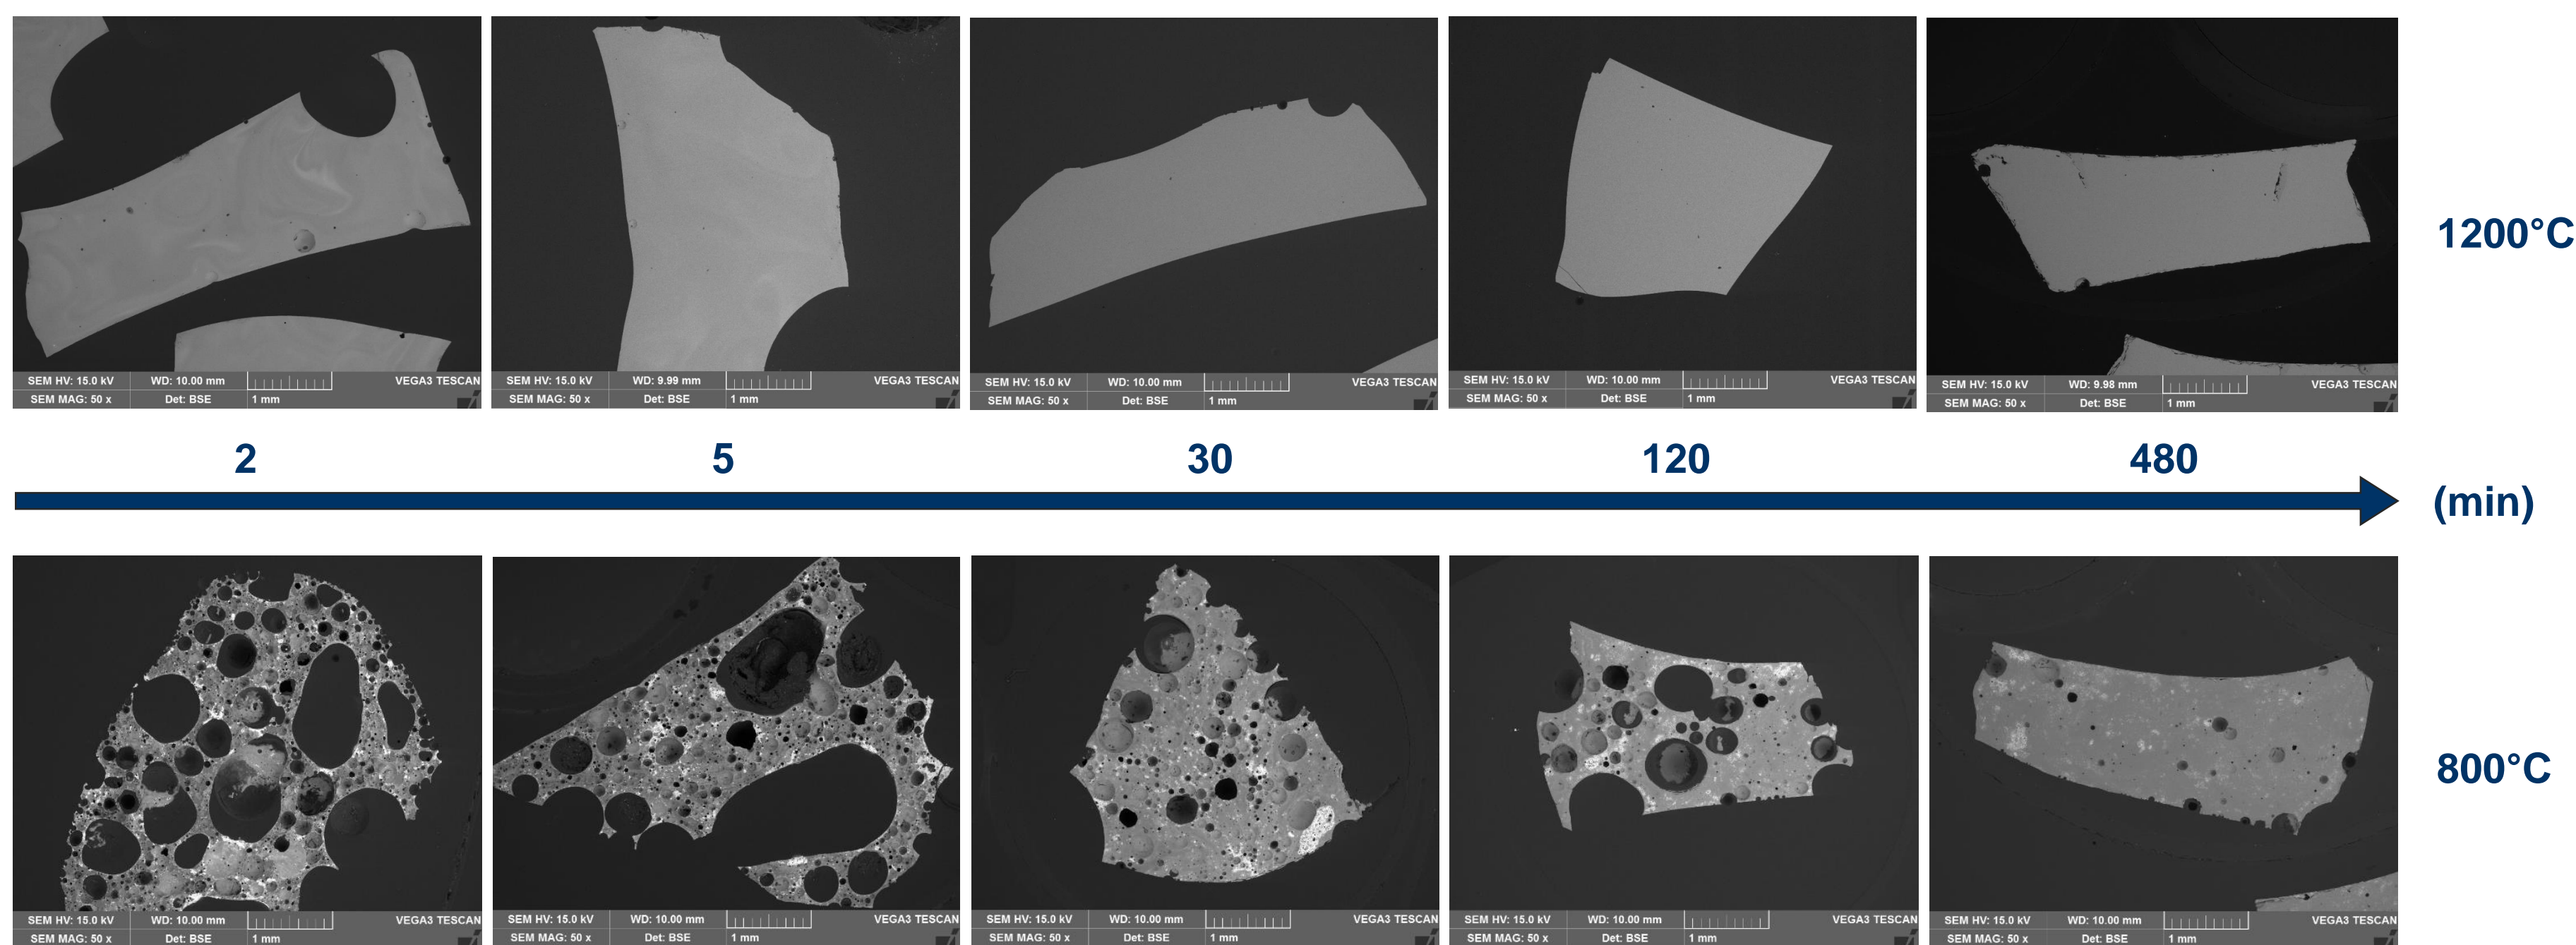 SEM HV: 15.0 kV WD: 10.00 mm VEGA3 TESCAN
SEM MAG: 50 x Det: BSE 1 mm
SEM HV: 15.0 kV WD: 9.99 mm VEGA3 TESCAN
SEM MAG: 50 x Det: BSE 1 mm
SEM HV: 15.0 kV WD: 10.00 mm VEGA3 TESCAN
SEM MAG: 50 x Det: BSE 1 mm
SEM HV: 15.0 kV WD: 10.00 mm VEGA3 TESCAN
SEM MAG: 50 x Det: BSE 1 mm
SEM HV: 15.0 kV WD: 9.98 mm VEGA3 TESCAN
SEM MAG: 50 x Det: BSE 1 mm
1200°C
2 5 30 120 480
(min)
SEM HV: 15.0 kV WD: 10.00 mm VEGA3 TESCAN
SEM MAG: 50 x Det: BSE 1 mm
SEM HV: 15.0 kV WD: 10.00 mm VEGA3 TESCAN
SEM MAG: 50 x Det: BSE 1 mm
SEM HV: 15.0 kV WD: 10.00 mm VEGA3 TESCAN
SEM MAG: 50 x Det: BSE 1 mm
SEM HV: 15.0 kV WD: 10.00 mm VEGA3 TESCAN
SEM MAG: 50 x Det: BSE 1 mm
SEM HV: 15.0 kV WD: 10.00 mm VEGA3 TESCAN
SEM MAG: 50 x Det: BSE 1 mm
800°C